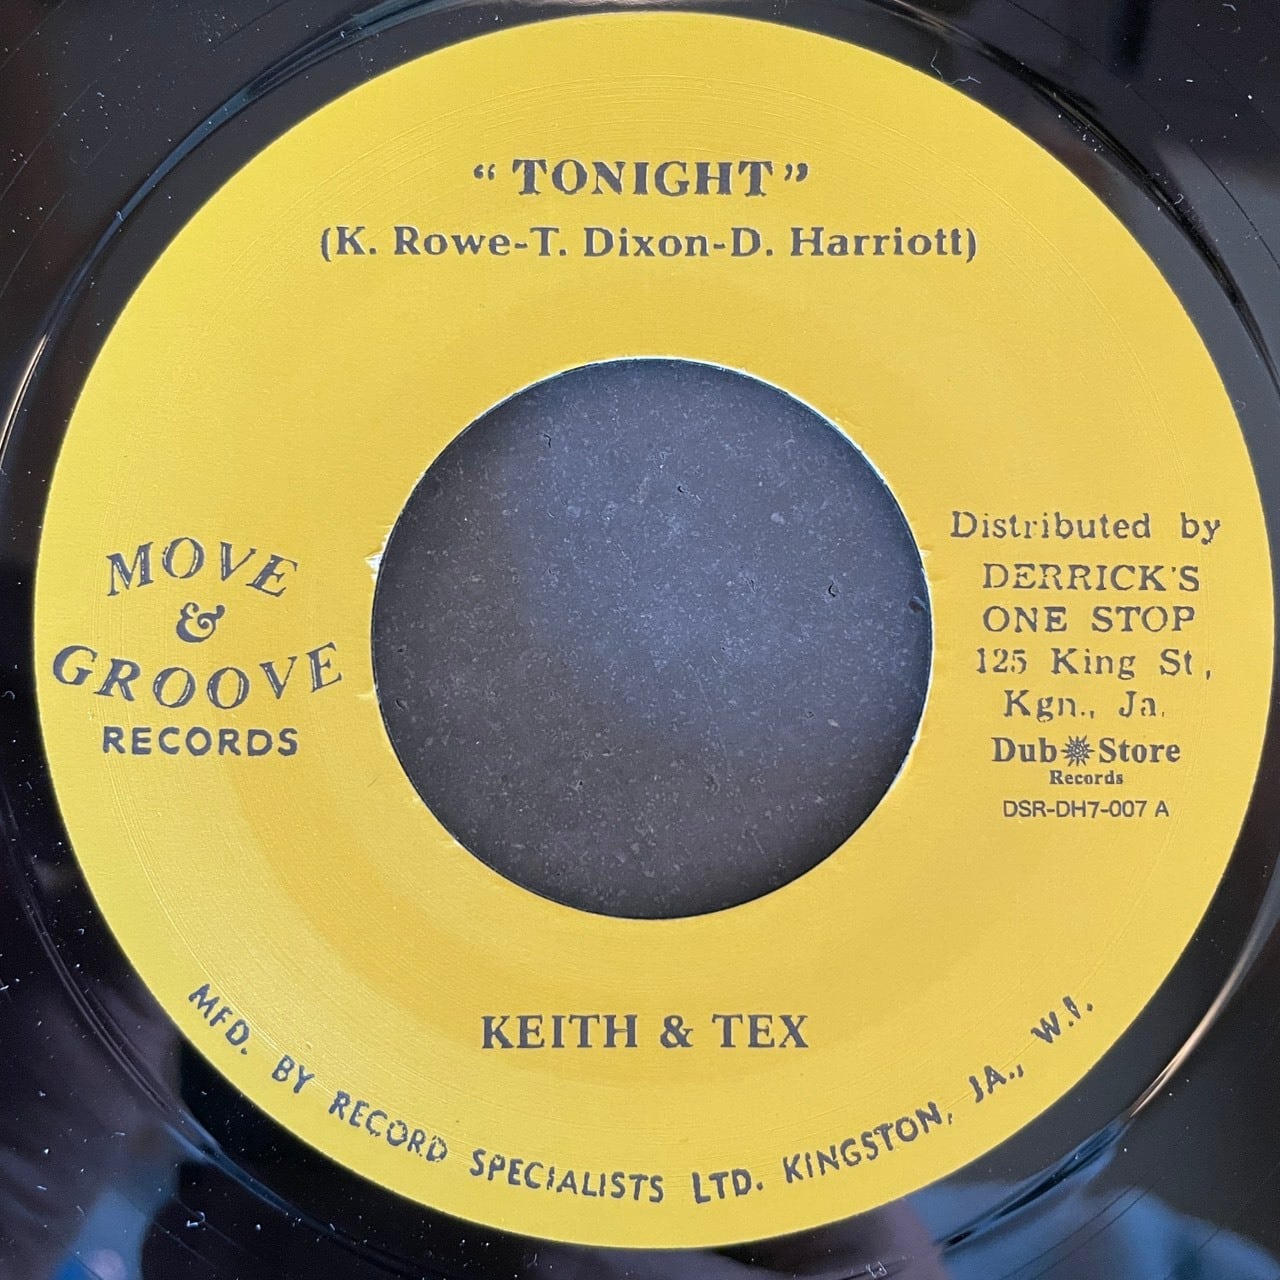 “TONIGHT”
(K. Rowe-T. Dixon-D. Harriott)
MOVE
&
GROOVE
RECORDS
Distributed by
DERRICK'S
ONE STOP
125 King St,
Kgn., Ja.
Dub Store
Records
DSR-DH7-007 A
KEITH & TEX
MFD. BY RECORD SPECIALISTS LTD. KINGSTON, JA., W.I.